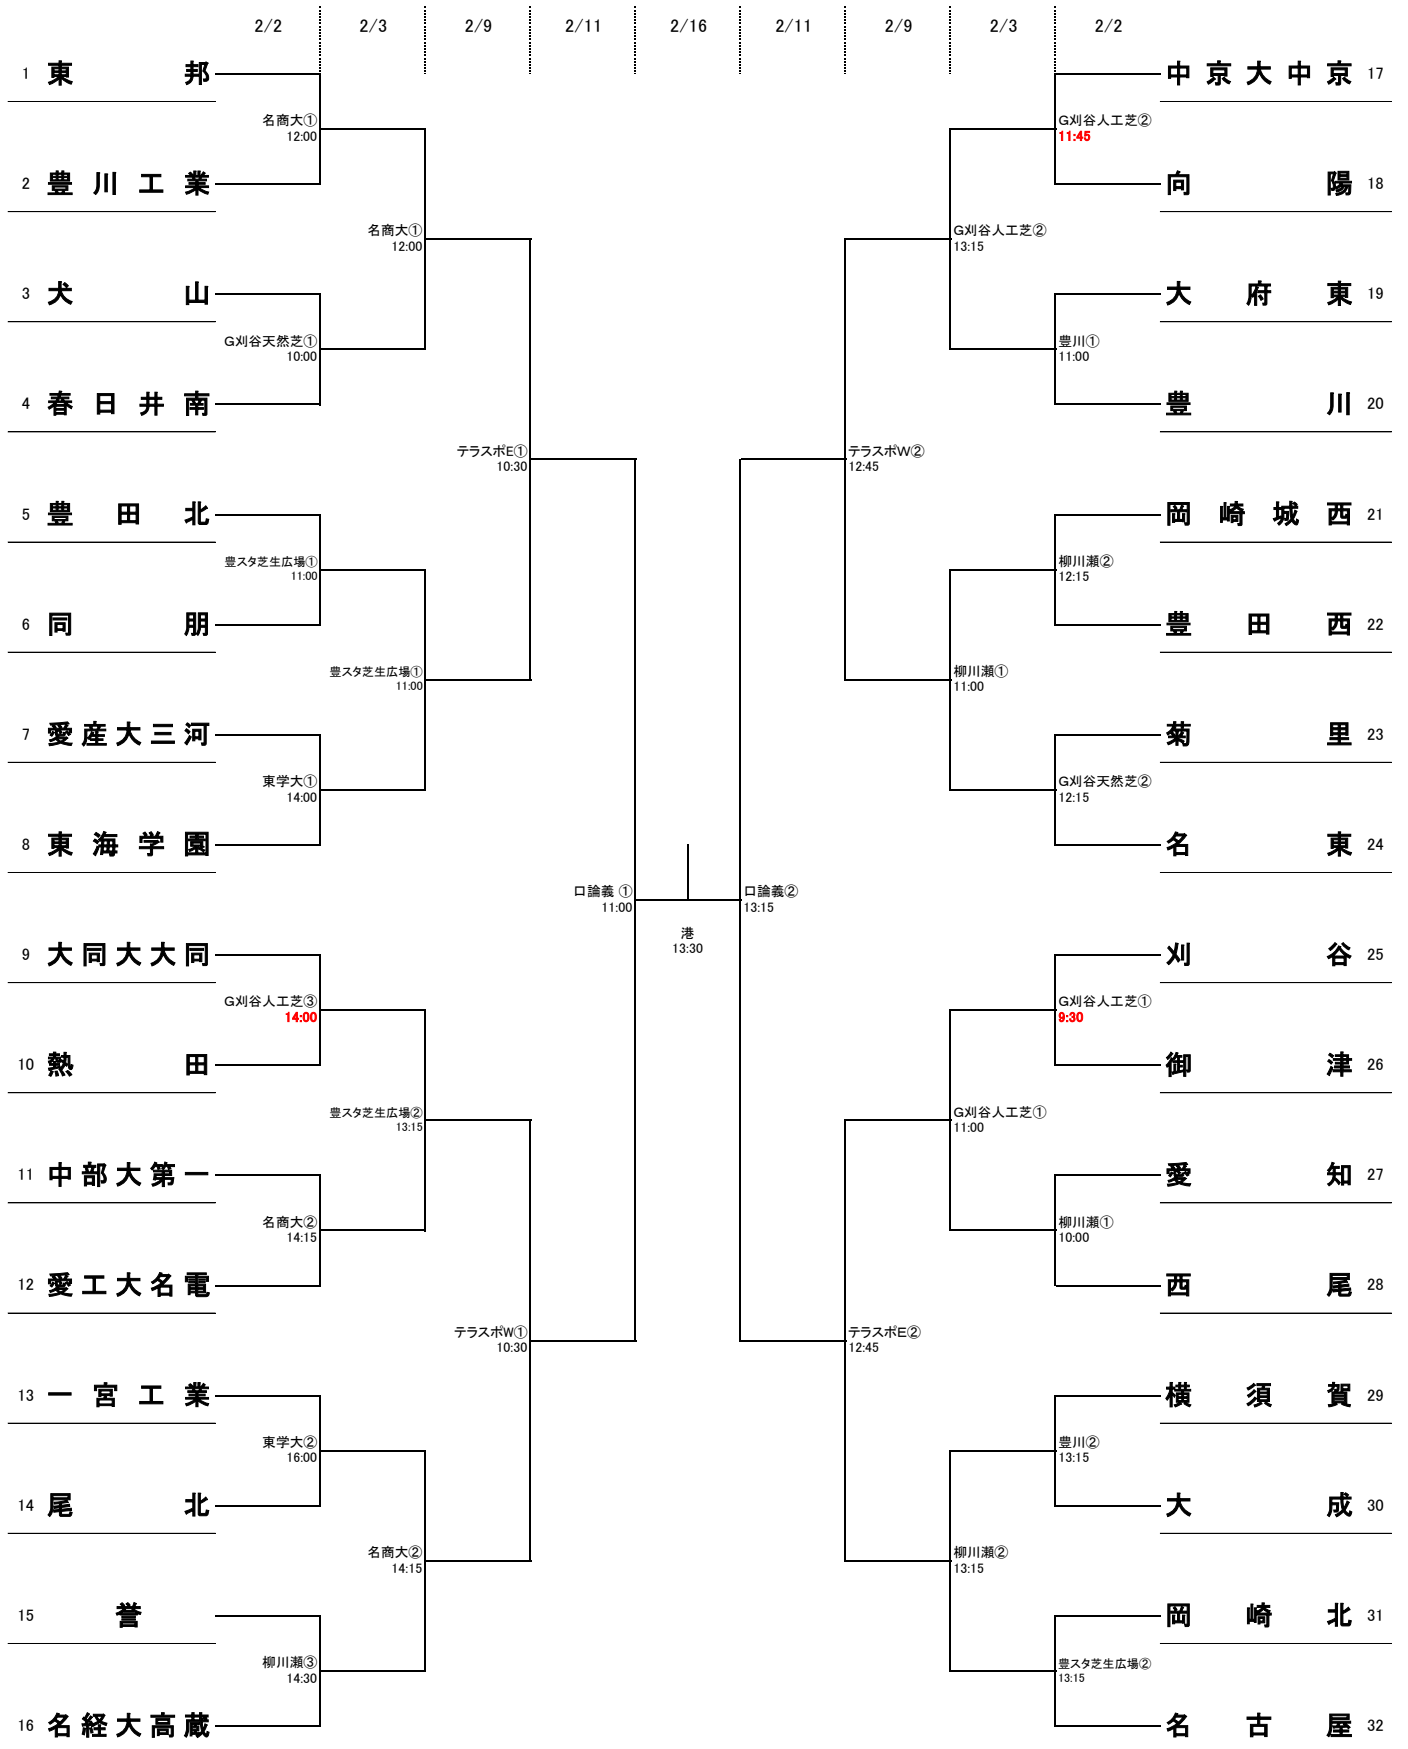 2/2 2/3 2/9 2/11 2/16 2/11 2/9 2/3 2/2
1 東邦
名商大①
12:00
2 豊川工業
名商大①
12:00
3 犬山
G刈谷天然芝①
10:00
4 春日井南
テラスポE①
10:30
5 豊田北
豊スタ芝生広場①
11:00
6 同朋
豊スタ芝生広場①
11:00
7 愛産大三河
東学大①
14:00
8 東海学園
口論義 ①
11:00
9 大同大大同
G刈谷人工芝③
14:00
10 熱田
豊スタ芝生広場②
13:15
11 中部大第一
名商大②
14:15
12 愛工大名電
テラスポW①
10:30
13 一宮工業
東学大②
16:00
14 尾北
名商大②
14:15
15 誉
柳川瀬③
14:30
16 名経大高蔵
港
13:30
中京大中京 17
G刈谷人工芝②
11:45
向陽 18
G刈谷人工芝②
13:15
大府東 19
豊川①
11:00
豊川 20
テラスポW②
12:45
岡崎城西 21
柳川瀬②
12:15
豊田西 22
柳川瀬①
11:00
菊里 23
G刈谷天然芝②
12:15
名東 24
口論義②
13:15
刈谷 25
G刈谷人工芝①
9:30
御津 26
G刈谷人工芝①
11:00
愛知 27
柳川瀬①
10:00
西尾 28
テラスポE②
12:45
横須賀 29
豊川②
13:15
大成 30
柳川瀬②
13:15
岡崎北 31
豊スタ芝生広場②
13:15
名古屋 32